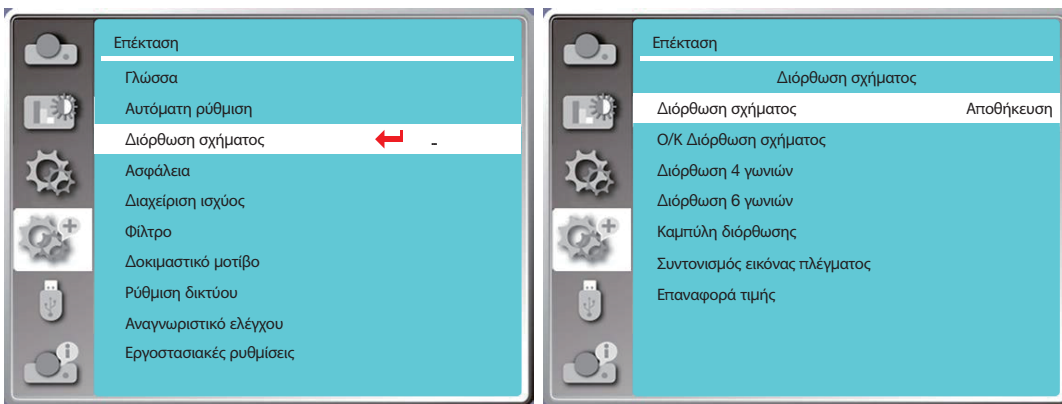 Επέκταση
Γλώσσα
Αυτόματη ρύθμιση
Διόρθωση σχήματος -
Ασφάλεια
Διαχείριση ισχύος
Φίλτρο
Δοκιμαστικό μοτίβο
Ρύθμιση δικτύου
Αναγνωριστικό ελέγχου
Εργοστασιακές ρυθμίσεις
Επέκταση
Διόρθωση σχήματος
Διόρθωση σχήματος Αποθήκευση
Ο/Κ Διόρθωση σχήματος
Διόρθωση 4 γωνιών
Διόρθωση 6 γωνιών
Καμπύλη διόρθωσης
Συντονισμός εικόνας πλέγματος
Επαναφορά τιμής